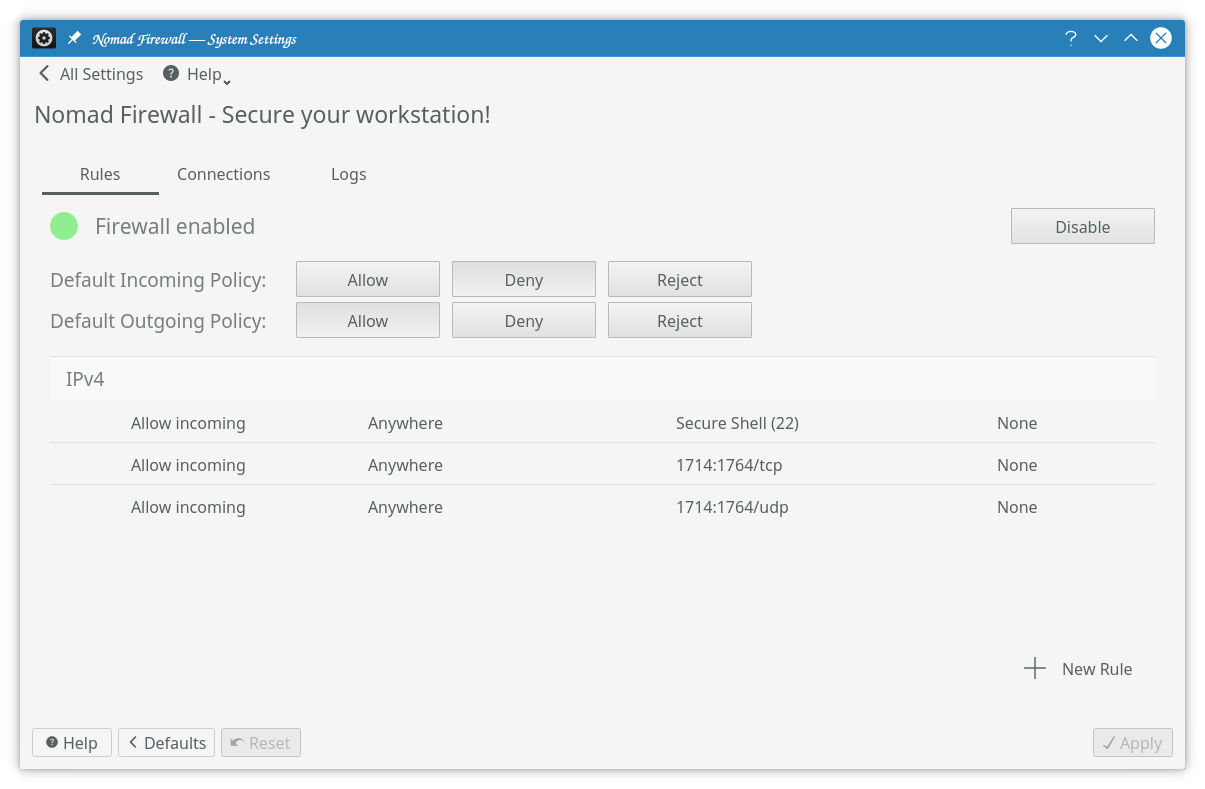 Nomad Firewall — System Settings
All Settings Help
Nomad Firewall - Secure your workstation!
Rules Connections Logs
Firewall enabled Disable
Default Incoming Policy: Allow Deny Reject
Default Outgoing Policy: Allow Deny Reject
IPv4
Allow incoming Anywhere Secure Shell (22) None
Allow incoming Anywhere 1714:1764/tcp None
Allow incoming Anywhere 1714:1764/udp None
New Rule
Help Defaults Reset Apply